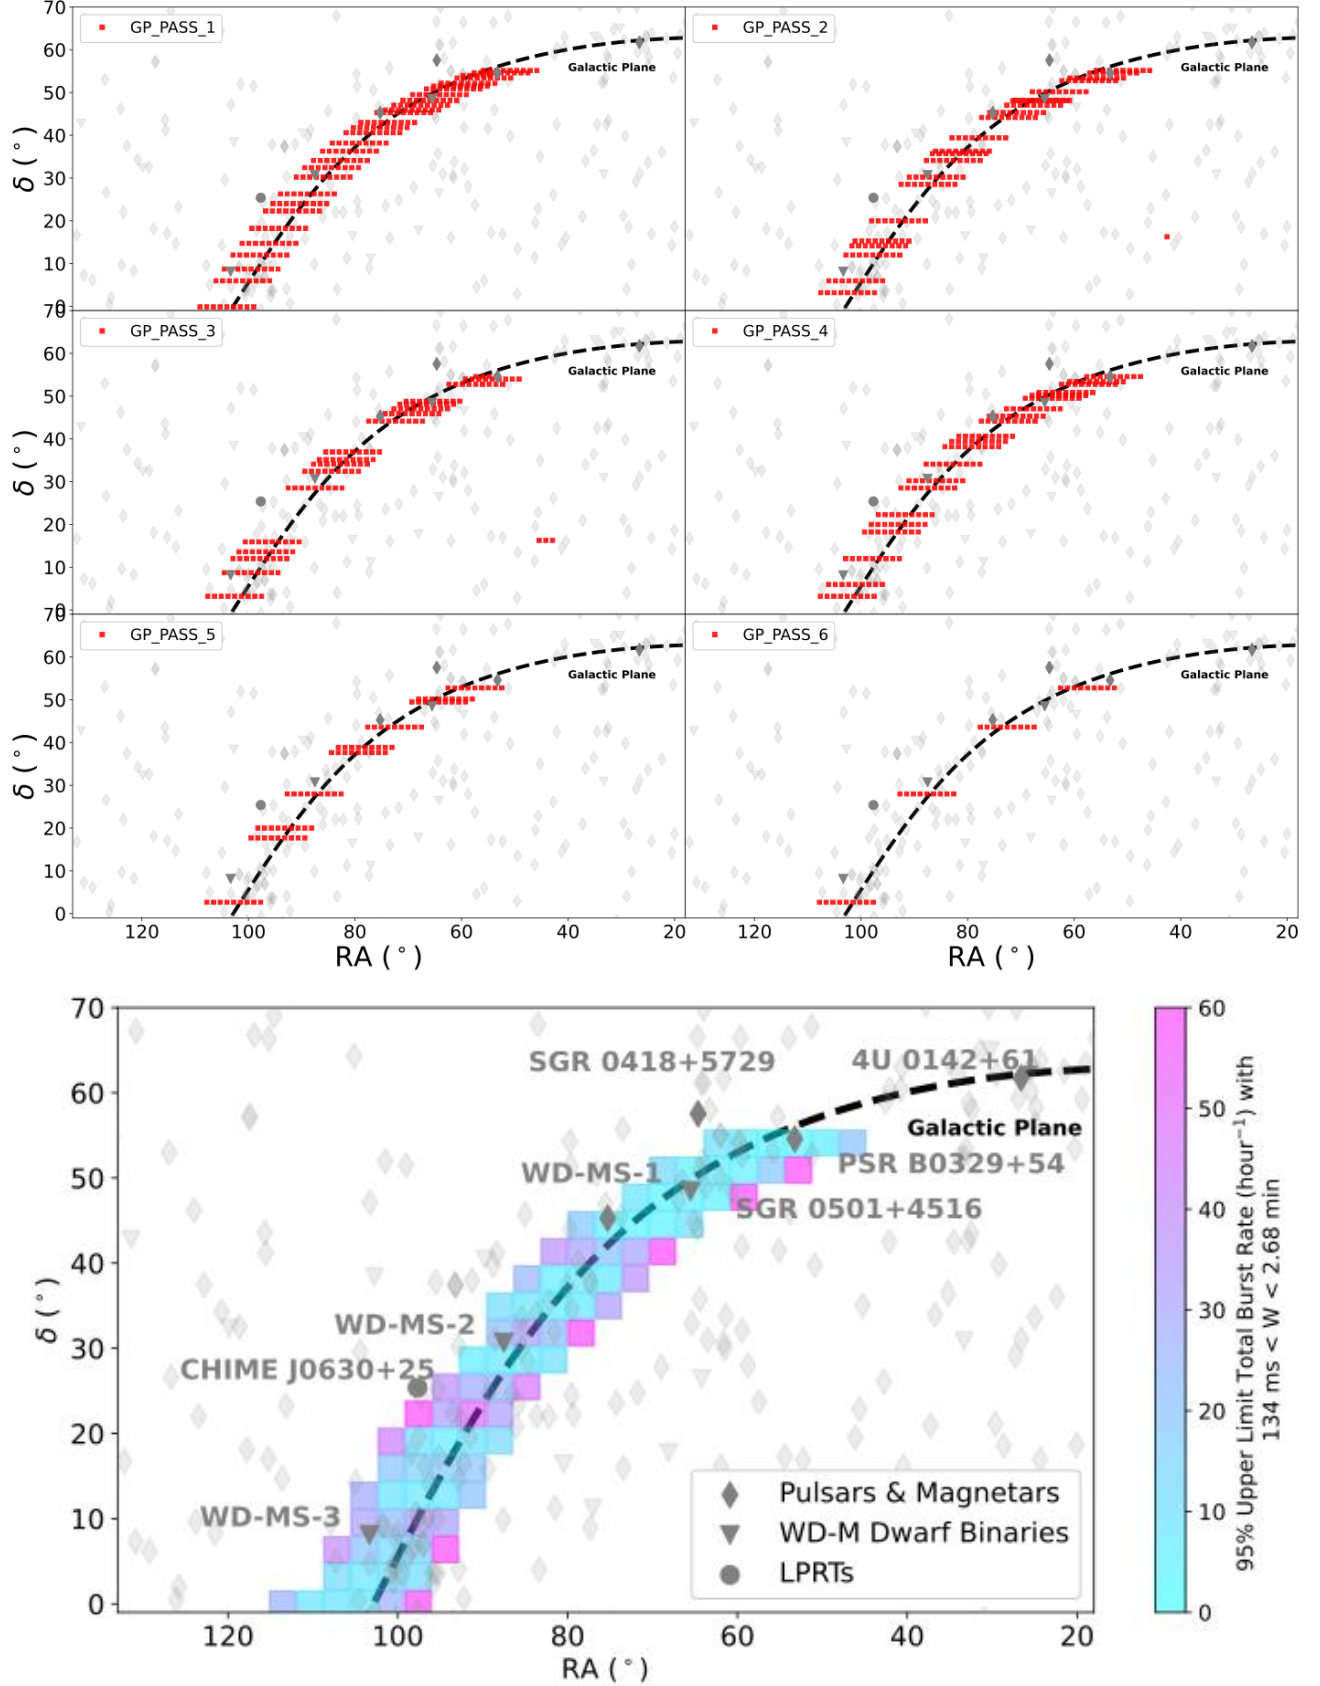 GP_PASS_1
GP_PASS_2
Galactic Plane
Galactic Plane
70
60
50
40
30
20
10
0
δ (°)
GP_PASS_3
GP_PASS_4
Galactic Plane
Galactic Plane
70
60
50
40
30
20
10
0
δ (°)
GP_PASS_5
GP_PASS_6
Galactic Plane
Galactic Plane
70
60
50
40
30
20
10
0
δ (°)
120 100 80 60 40 20
120 100 80 60 40 20
RA (°)
RA (°)
70
60
50
40
30
20
10
0
δ (°)
SGR 0418+5729
4U 0142+61
Galactic Plane
WD-MS-1
PSR B0329+54
SGR 0501+4516
WD-MS-2
CHIME J0630+25
WD-MS-3
Pulsars & Magnetars
WD-M Dwarf Binaries
LPRTs
120 100 80 60 40 20
RA (°)
60
50
40
30
20
10
0
95% Upper Limit Total Burst Rate (hour⁻¹) with
134 ms < W < 2.68 min